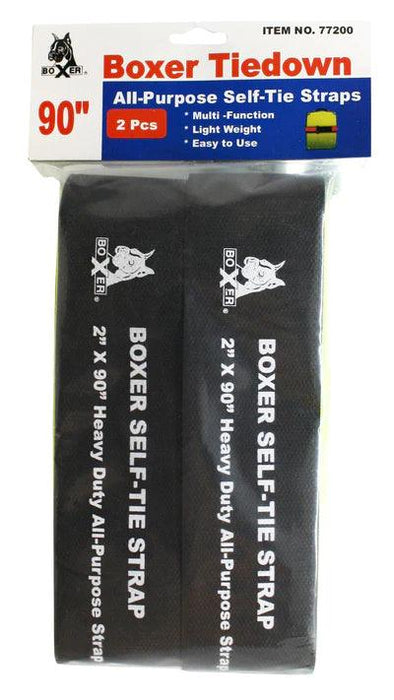 ITEM NO. 77200
BOXER®
Boxer Tiedown
90"
All-Purpose Self-Tie Straps
2 Pcs
* Multi -Function
* Light Weight
* Easy to Use
BOXER®
BOXER SELF-TIE STRAP
2” X 90” Heavy Duty All-Purpose Strap
BOXER®
BOXER SELF-TIE STRAP
2” X 90” Heavy Duty All-Purpose Strap